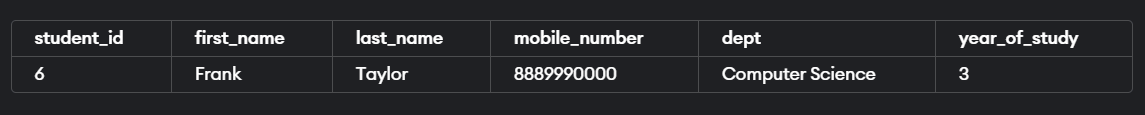 student_id first_name last_name mobile_number dept year_of_study
6 Frank Taylor 8889990000 Computer Science 3